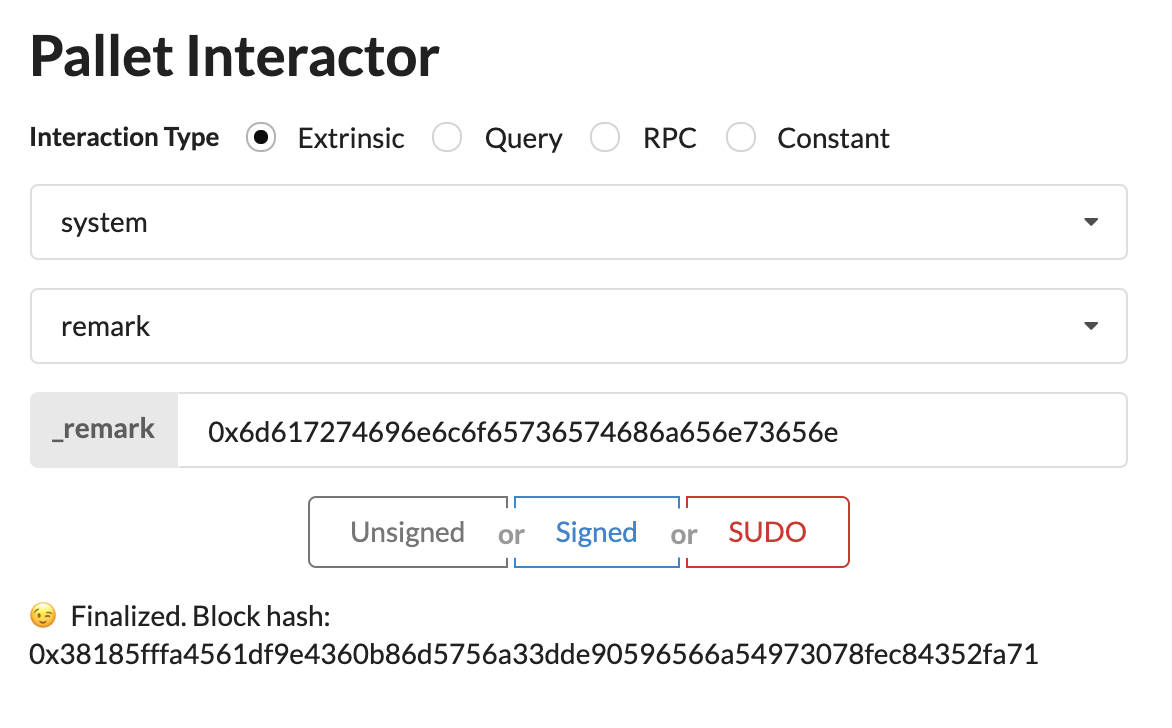 Pallet Interactor
Interaction Type Extrinsic Query RPC Constant
system
remark
_remark 0x6d617274696e6c6f65736574686a656e73656e
Unsigned or Signed or SUDO
😉 Finalized. Block hash:
0x38185fffa4561df9e4360b86d5756a33dde90596566a54973078fec84352fa71